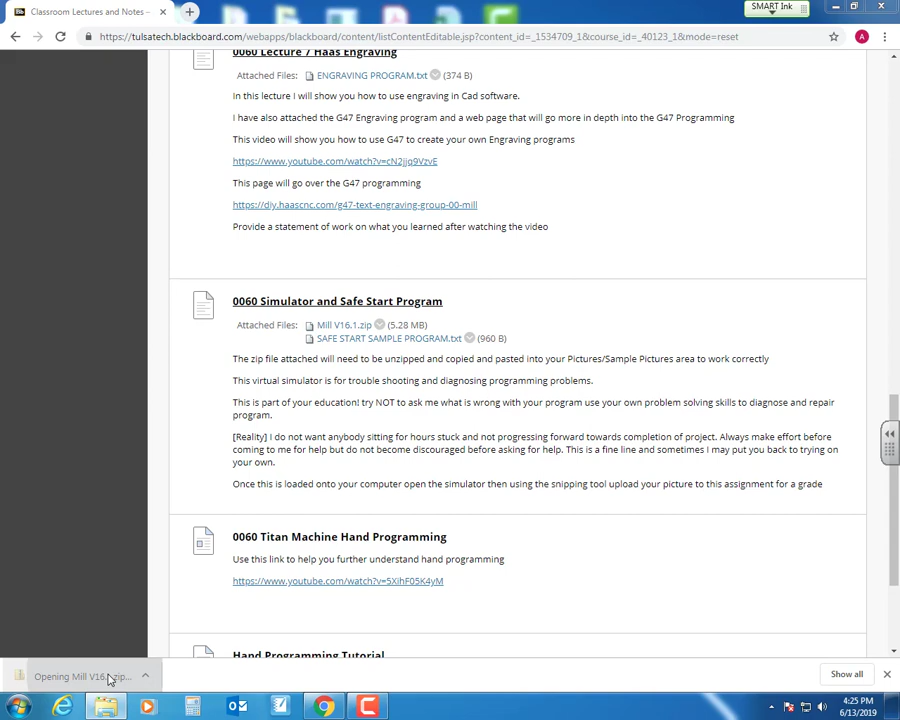 SMART Ink
Classroom Lectures and Notes –
https://tulsatech.blackboard.com/webapps/blackboard/content/listContentEditable.jsp?content_id=_1534709_1&course_id=_40123_1&mode=reset
A
0060 Lecture 7 Haas Engraving
Attached Files: ENGRAVING PROGRAM.txt (374 B)
In this lecture I will show you how to use engraving in Cad software.
I have also attached the G47 Engraving program and a web page that will go more in depth into the G47 Programming
This video will show you how to use G47 to create your own Engraving programs
https://www.youtube.com/watch?v=cN2jjq9VzvE
This page will go over the G47 programming
https://diy.haascnc.com/g47-text-engraving-group-00-mill
Provide a statement of work on what you learned after watching the video
0060 Simulator and Safe Start Program
Attached Files: Mill V16.1.zip (5.28 MB)
SAFE START SAMPLE PROGRAM.txt (960 B)
The zip file attached will need to be unzipped and copied and pasted into your Pictures/Sample Pictures area to work correctly
This virtual simulator is for trouble shooting and diagnosing programming problems.
This is part of your education! try NOT to ask me what is wrong with your program use your own problem solving skills to diagnose and repair
program.
[Reality] I do not want anybody sitting for hours stuck and not progressing forward towards completion of project. Always make effort before
coming to me for help but do not become discouraged before asking for help. This is a fine line and sometimes I may put you back to trying on
your own.
Once this is loaded onto your computer open the simulator then using the snipping tool upload your picture to this assignment for a grade
0060 Titan Machine Hand Programming
Use this link to help you further understand hand programming
https://www.youtube.com/watch?v=5XihF05K4yM
Hand Programming Tutorial
Opening Mill V16.1.zip...
Show all
4:25 PM
6/13/2019